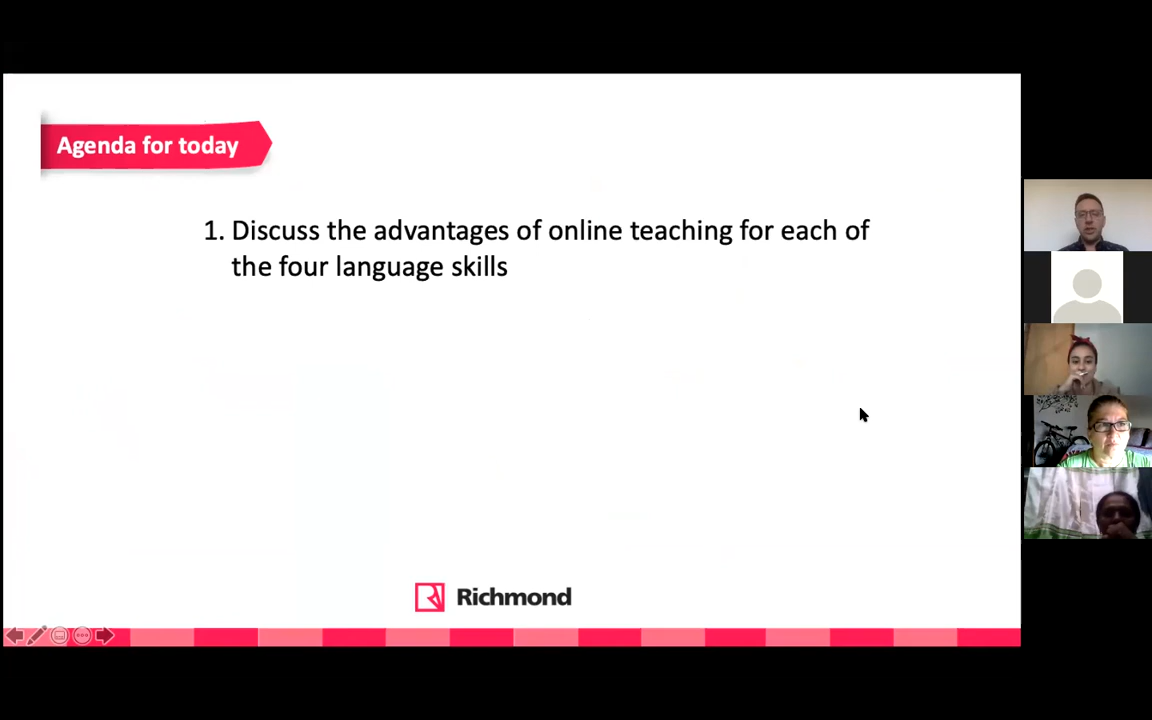 Agenda for today
1. Discuss the advantages of online teaching for each of
the four language skills
Richmond